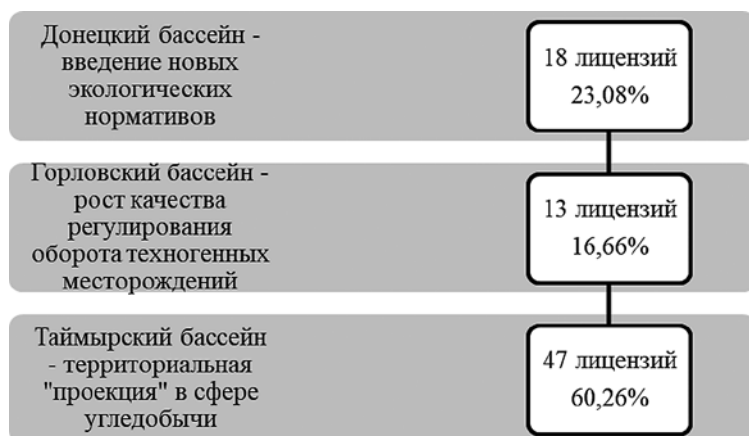 Донецкий бассейн -
введение новых
экологических
нормативов
18 лицензий
23,08%
Горловский бассейн -
рост качества
регулирования
оборота техногенных
месторождений
13 лицензий
16,66%
Таймырский бассейн
- территориальная
"проекция" в сфере
угледобычи
47 лицензий
60,26%